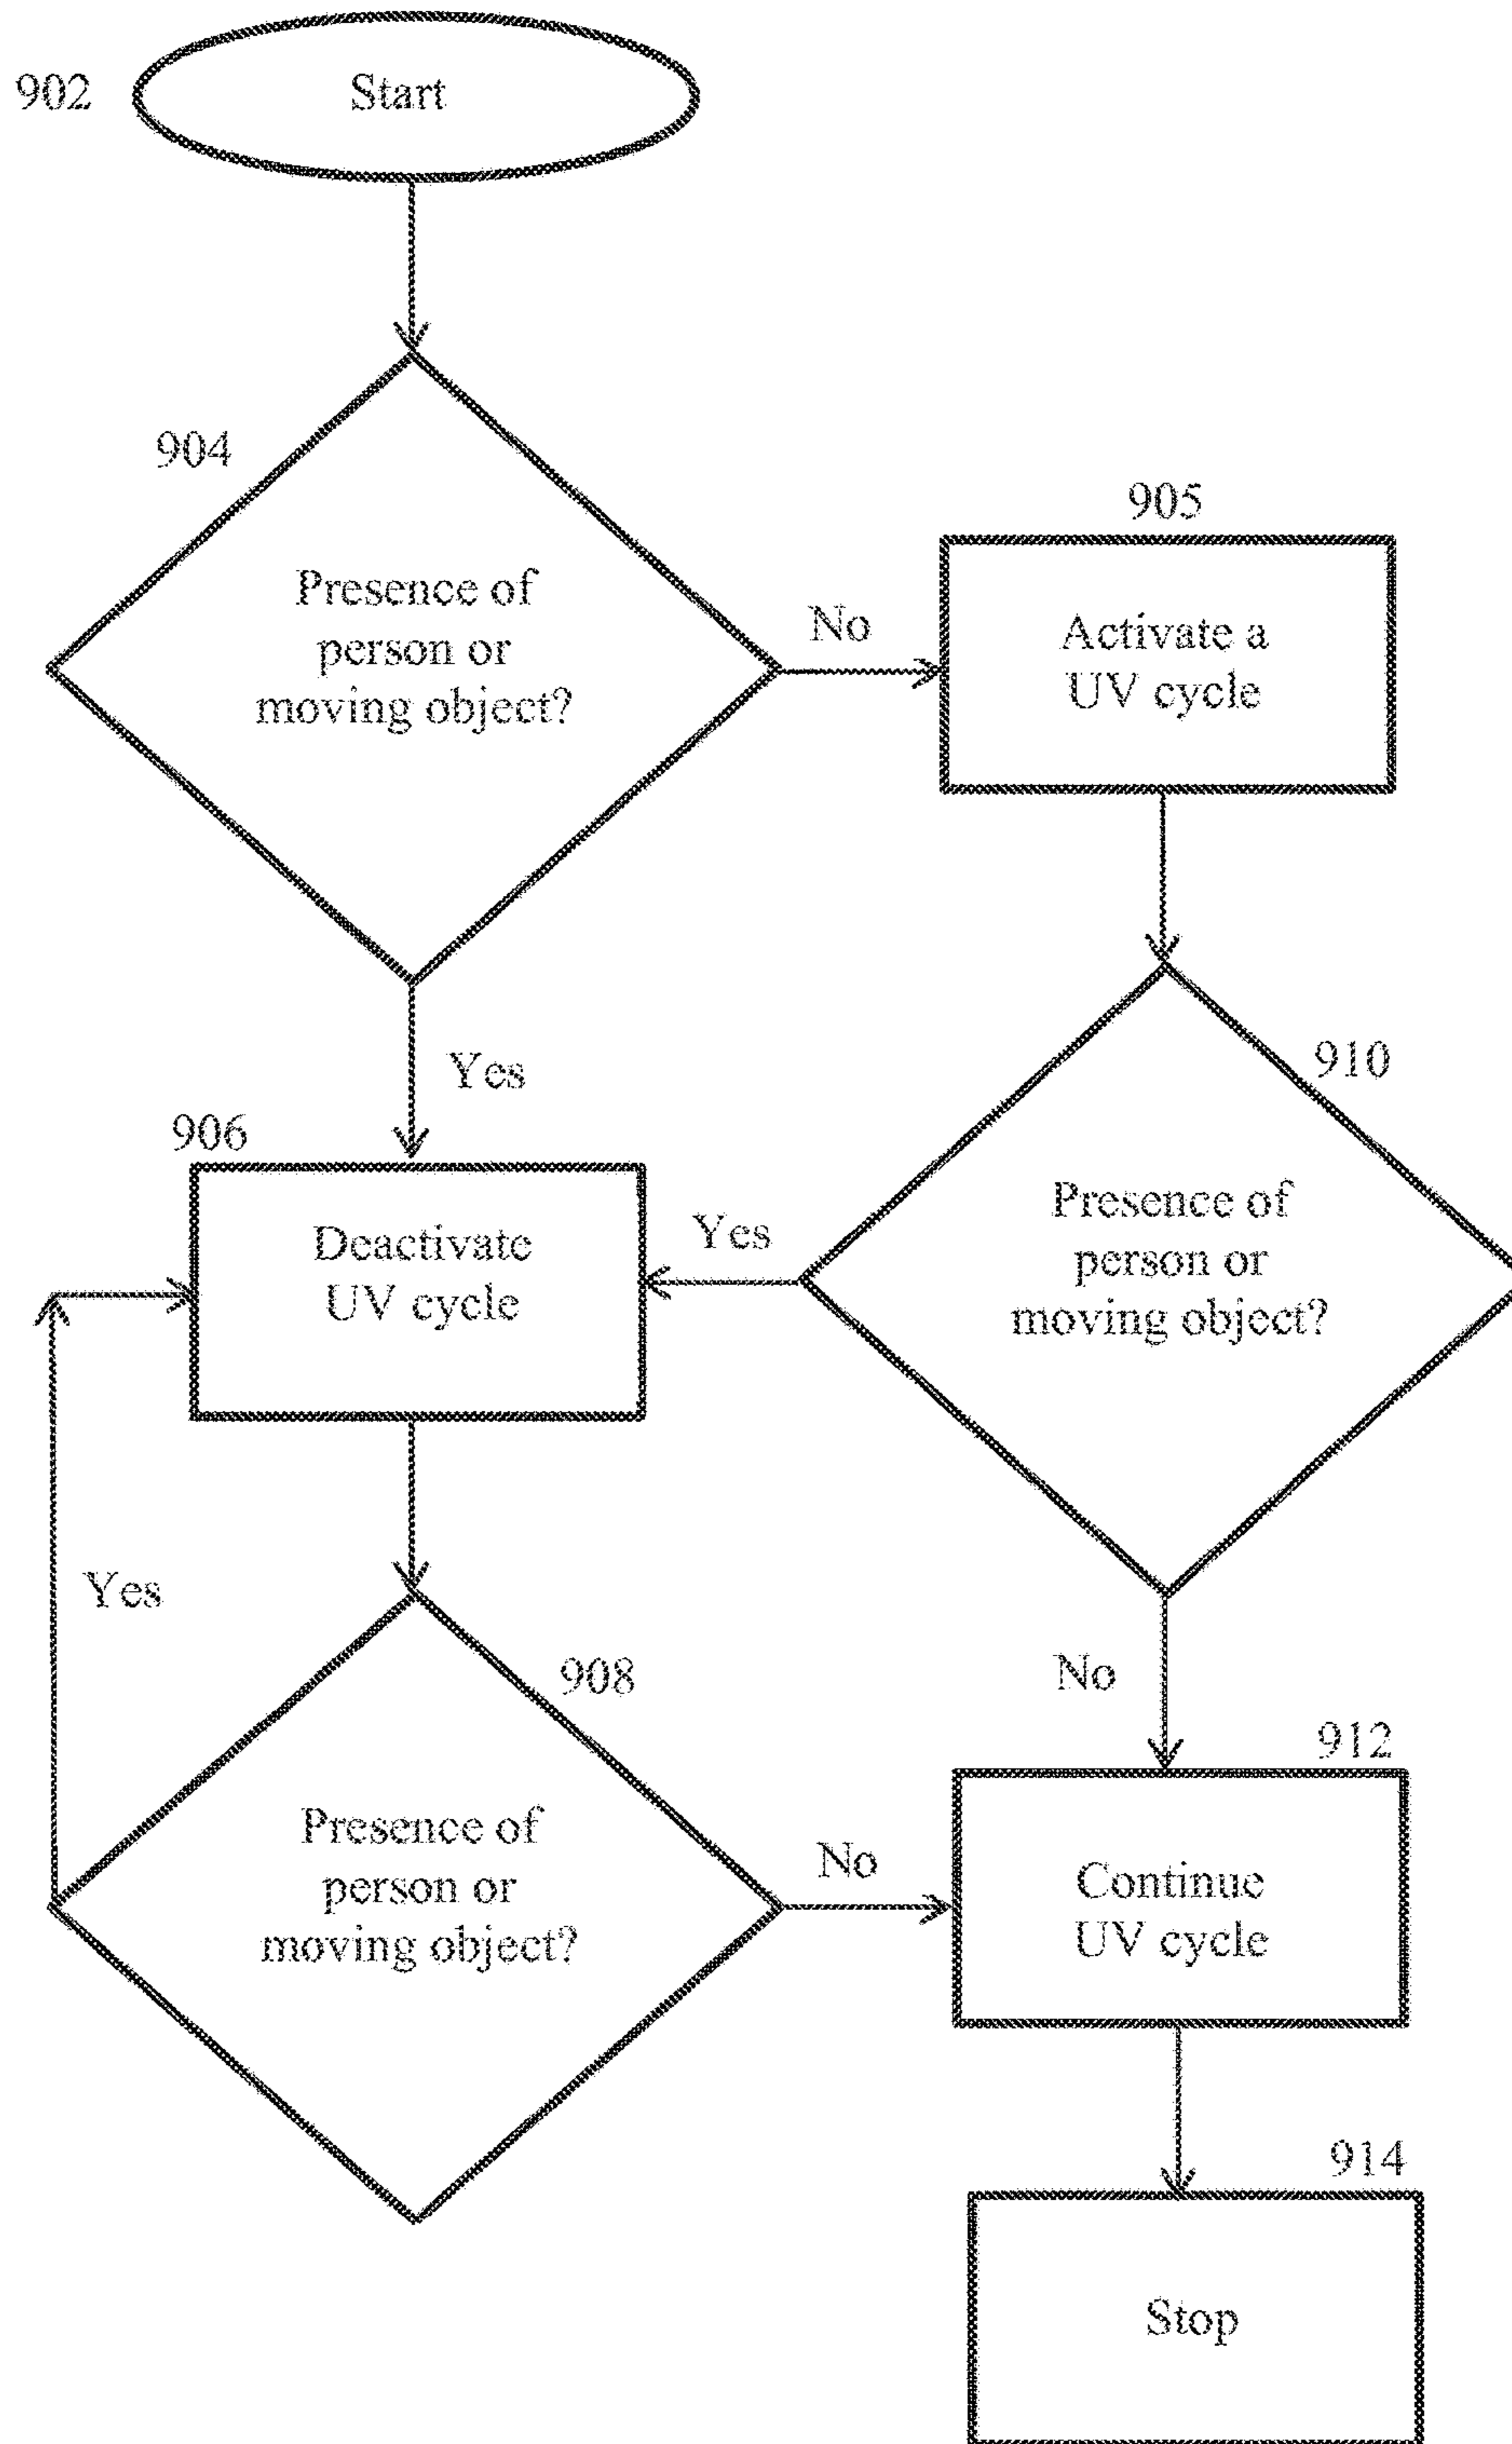 902
Start
904
Presence of
person or
moving object?
No
905
Activate a
UV cycle
Yes
906
Deactivate
UV cycle
Yes
910
Presence of
person or
moving object?
Yes
908
Presence of
person or
moving object?
No
No
912
Continue
UV cycle
914
Stop